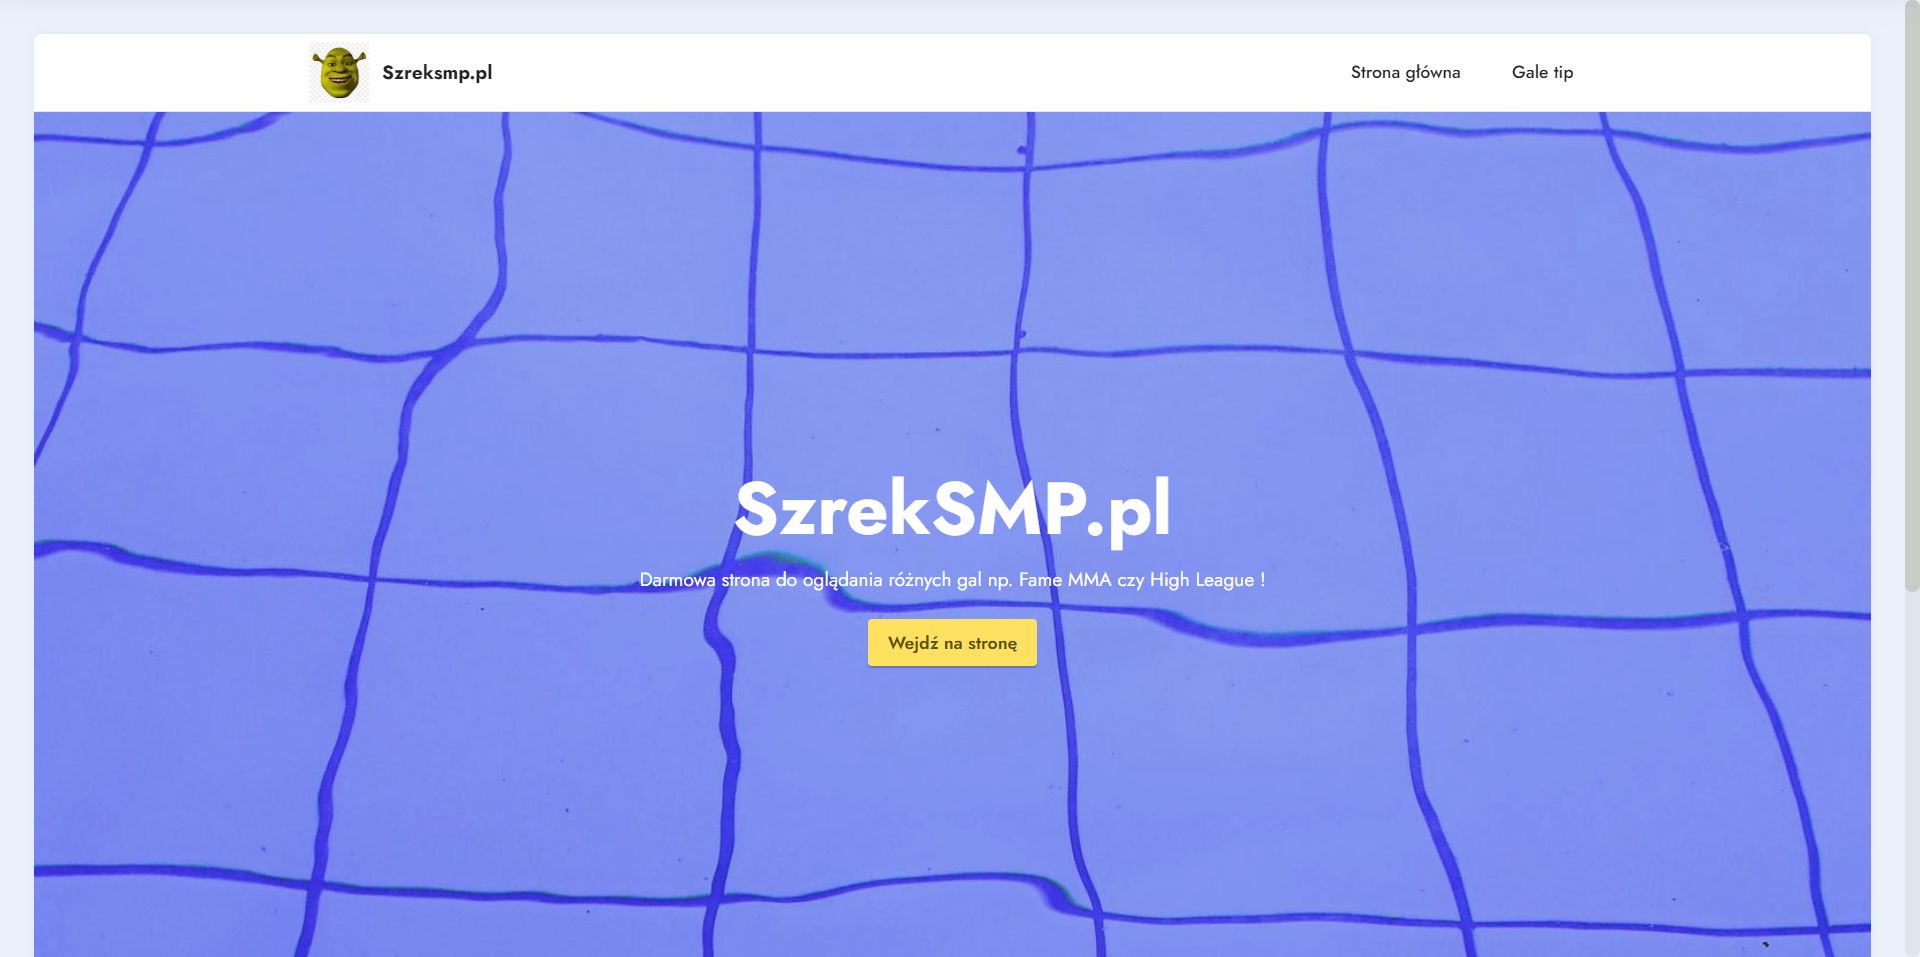 Szreksmp.pl
Strona główna
Gale tip
SzrekSMP.pl
Darmowa strona do oglądania różnych gal np. Fame MMA czy High League !
Wejdź na stronę